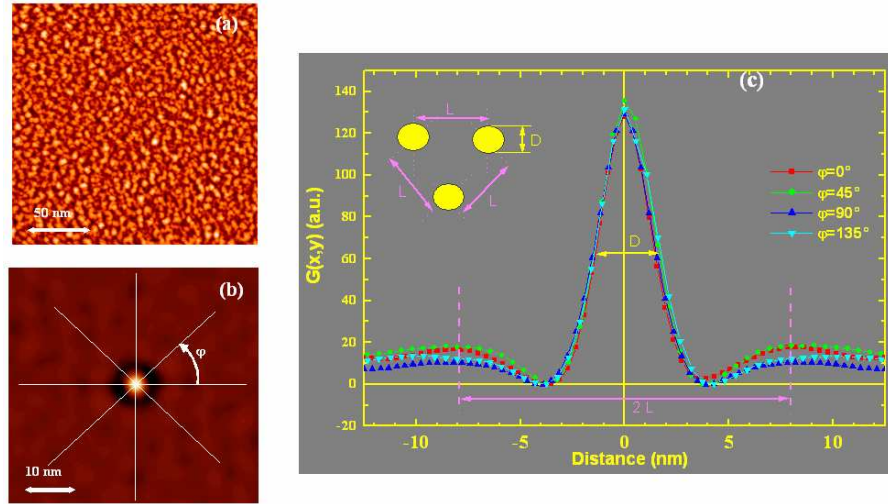 (a)
50 nm
(b)
φ
10 nm
(c)
G(x,y) (a.u.)
140
120
100
80
60
40
20
0
-20
-10
-5
0
5
10
Distance (nm)
L
D
L
L
D
2 L
φ=0°
φ=45°
φ=90°
φ=135°